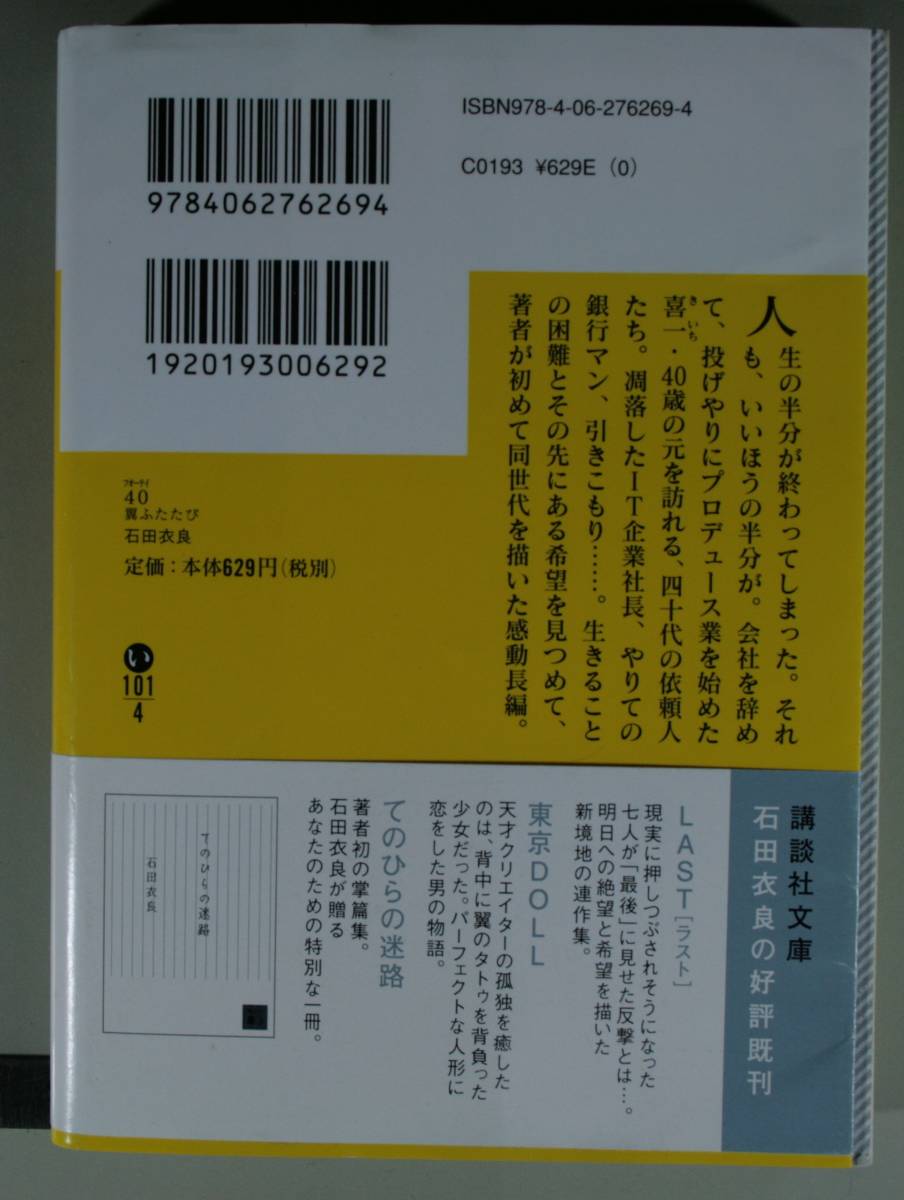 ISBN978-4-06-276269-4
C0193 ¥629E (0)
9784062762694
1920193006292
人生の半分が終わってしまった。それ
も、いいほうの半分が。会社を辞め
て、投げやりにプロデュース業を始めた
喜一・40歳の元を訪れる、四十代の依頼人
きいち
たち。凋落したIT企業社長、やりての
銀行マン、引きこもり……。生きること
の困難とその先にある希望を見つめて、
著者が初めて同世代を描いた感動長編。
フオーテイ
40
翼ふたたび
石田衣良
定価：本体629円（税別）
い
101
4
講談社文庫
石田衣良の好評既刊
LAST［ラスト］
現実に押しつぶされそうになった
七人が「最後」に見せた反撃とは…。
明日への絶望と希望を描いた
新境地の連作集。
東京DOLL
天才クリエイターの孤独を癒した
のは、背中に翼のタトゥを背負った
少女だった。パーフェクトな人形に
恋をした男の物語。
てのひらの迷路
著者初の掌篇集。
石田衣良が贈る
あなたのための特別な一冊。
てのひらの迷路
石田衣良